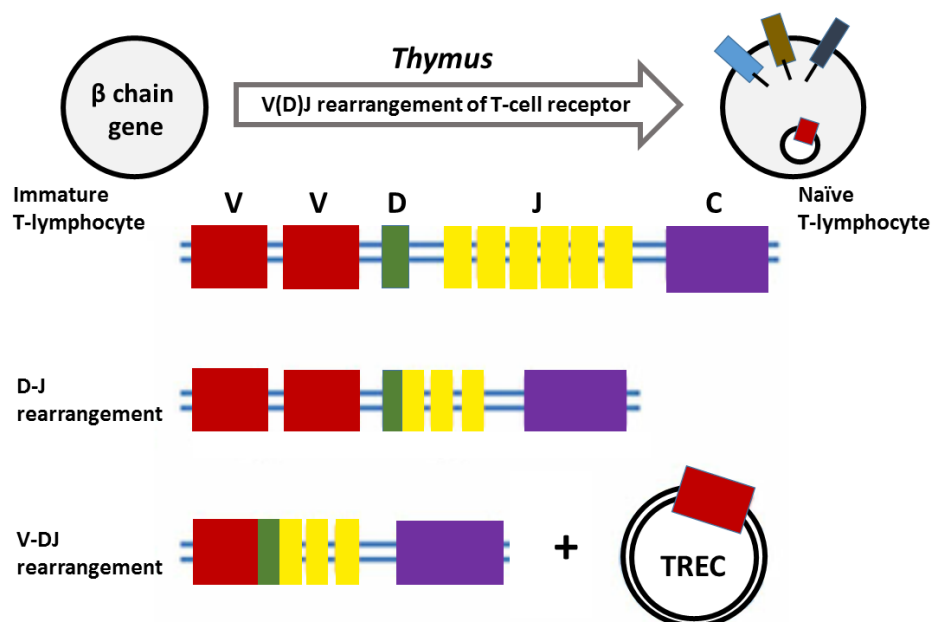 β chain
gene
Thymus
V(D)J rearrangement of T-cell receptor
Immature
T-lymphocyte
V V D J C
Naïve
T-lymphocyte
D-J
rearrangement
V-DJ
rearrangement
+
TREC